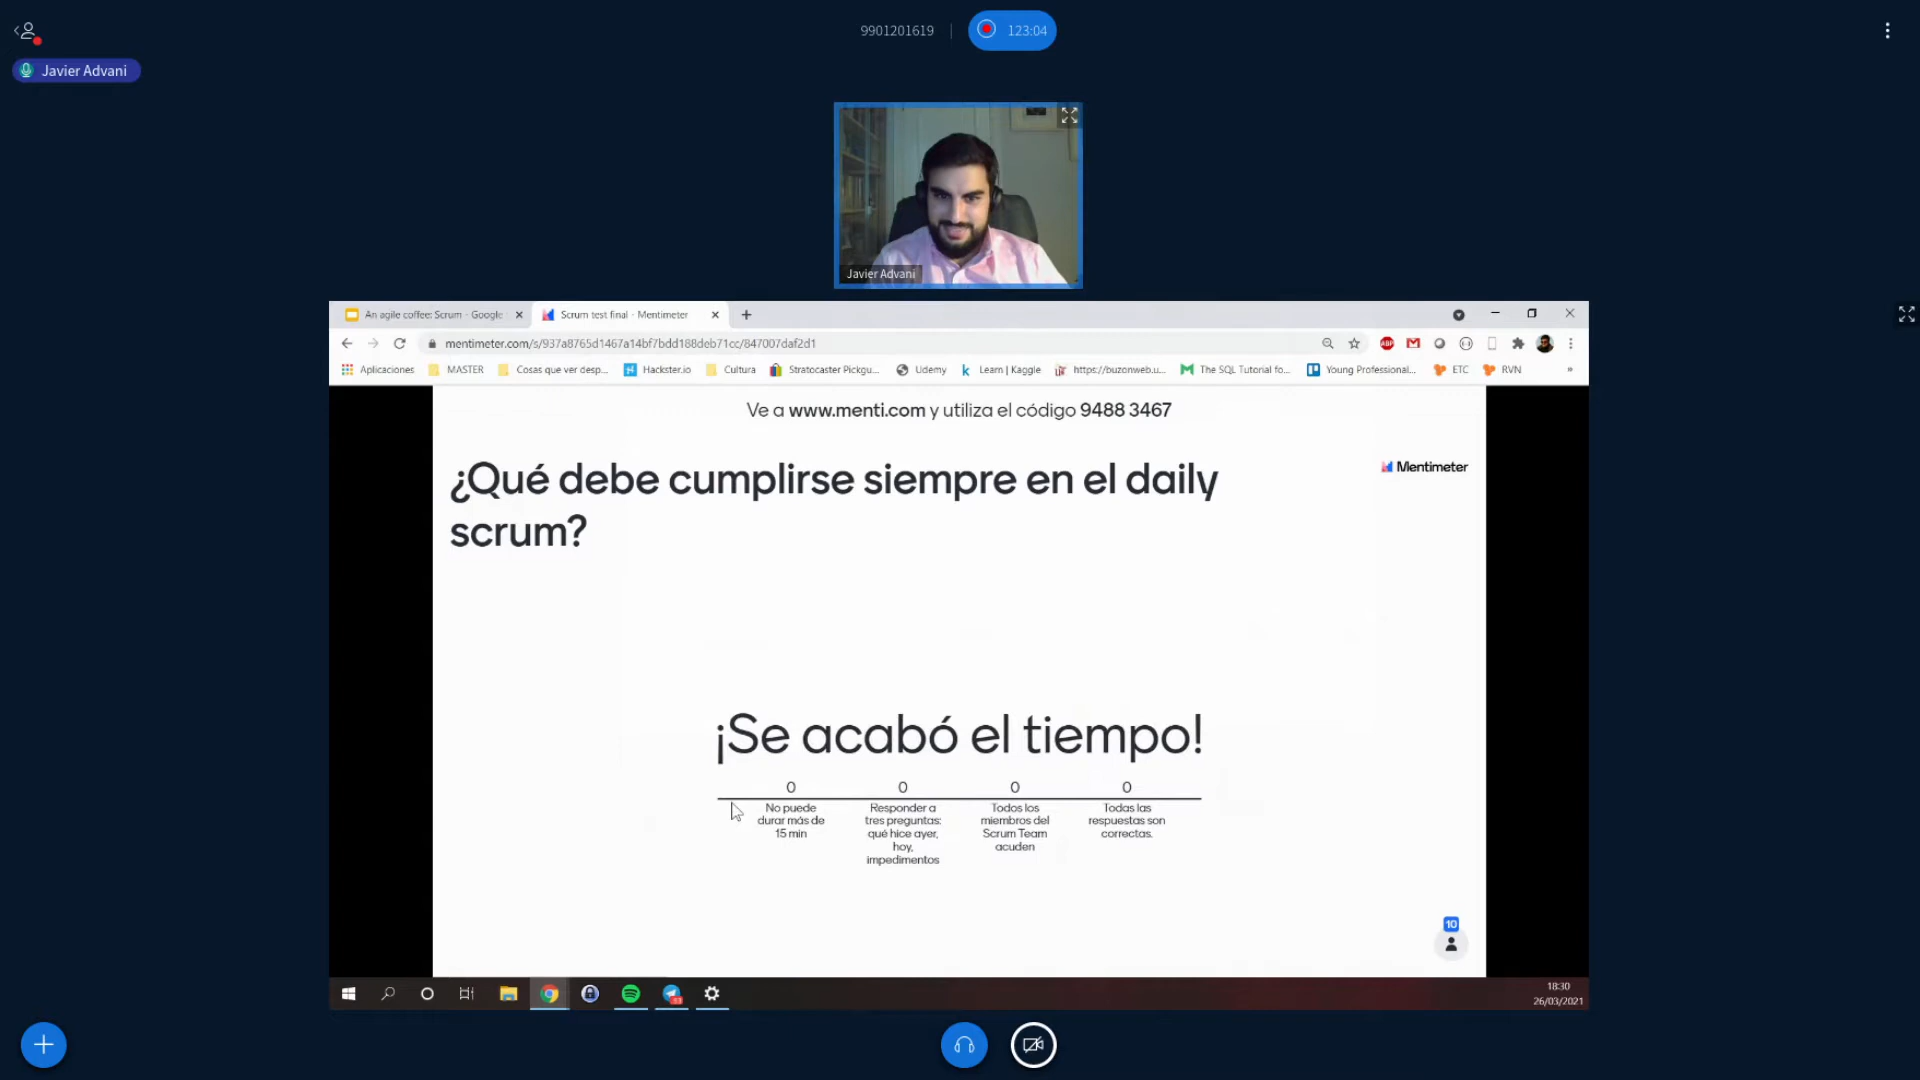 9901201619
123:04
Javier Advani
Javier Advani
An agile coffee: Scrum - Google
Scrum test final - Mentimeter
mentimeter.com/s/937a8765d1467a14bf7bdd188deb71cc/847007daf2d1
ABP
Aplicaciones
MASTER
Cosas que ver desp...
Hackster.io
Cultura
Stratocaster Pickgu...
Udemy
Learn | Kaggle
https://buzonweb.u...
The SQL Tutorial fo...
Young Professional...
ETC
RVN
»
Ve a www.menti.com y utiliza el código 9488 3467
¿Qué debe cumplirse siempre en el daily
scrum?
Mentimeter
¡Se acabó el tiempo!
0
0
0
0
No puede
durar más de
15 min
Responder a
tres preguntas:
qué hice ayer,
hoy,
impedimentos
Todos los
miembros del
Scrum Team
acuden
Todas las
respuestas son
correctas.
10
18:30
26/03/2021